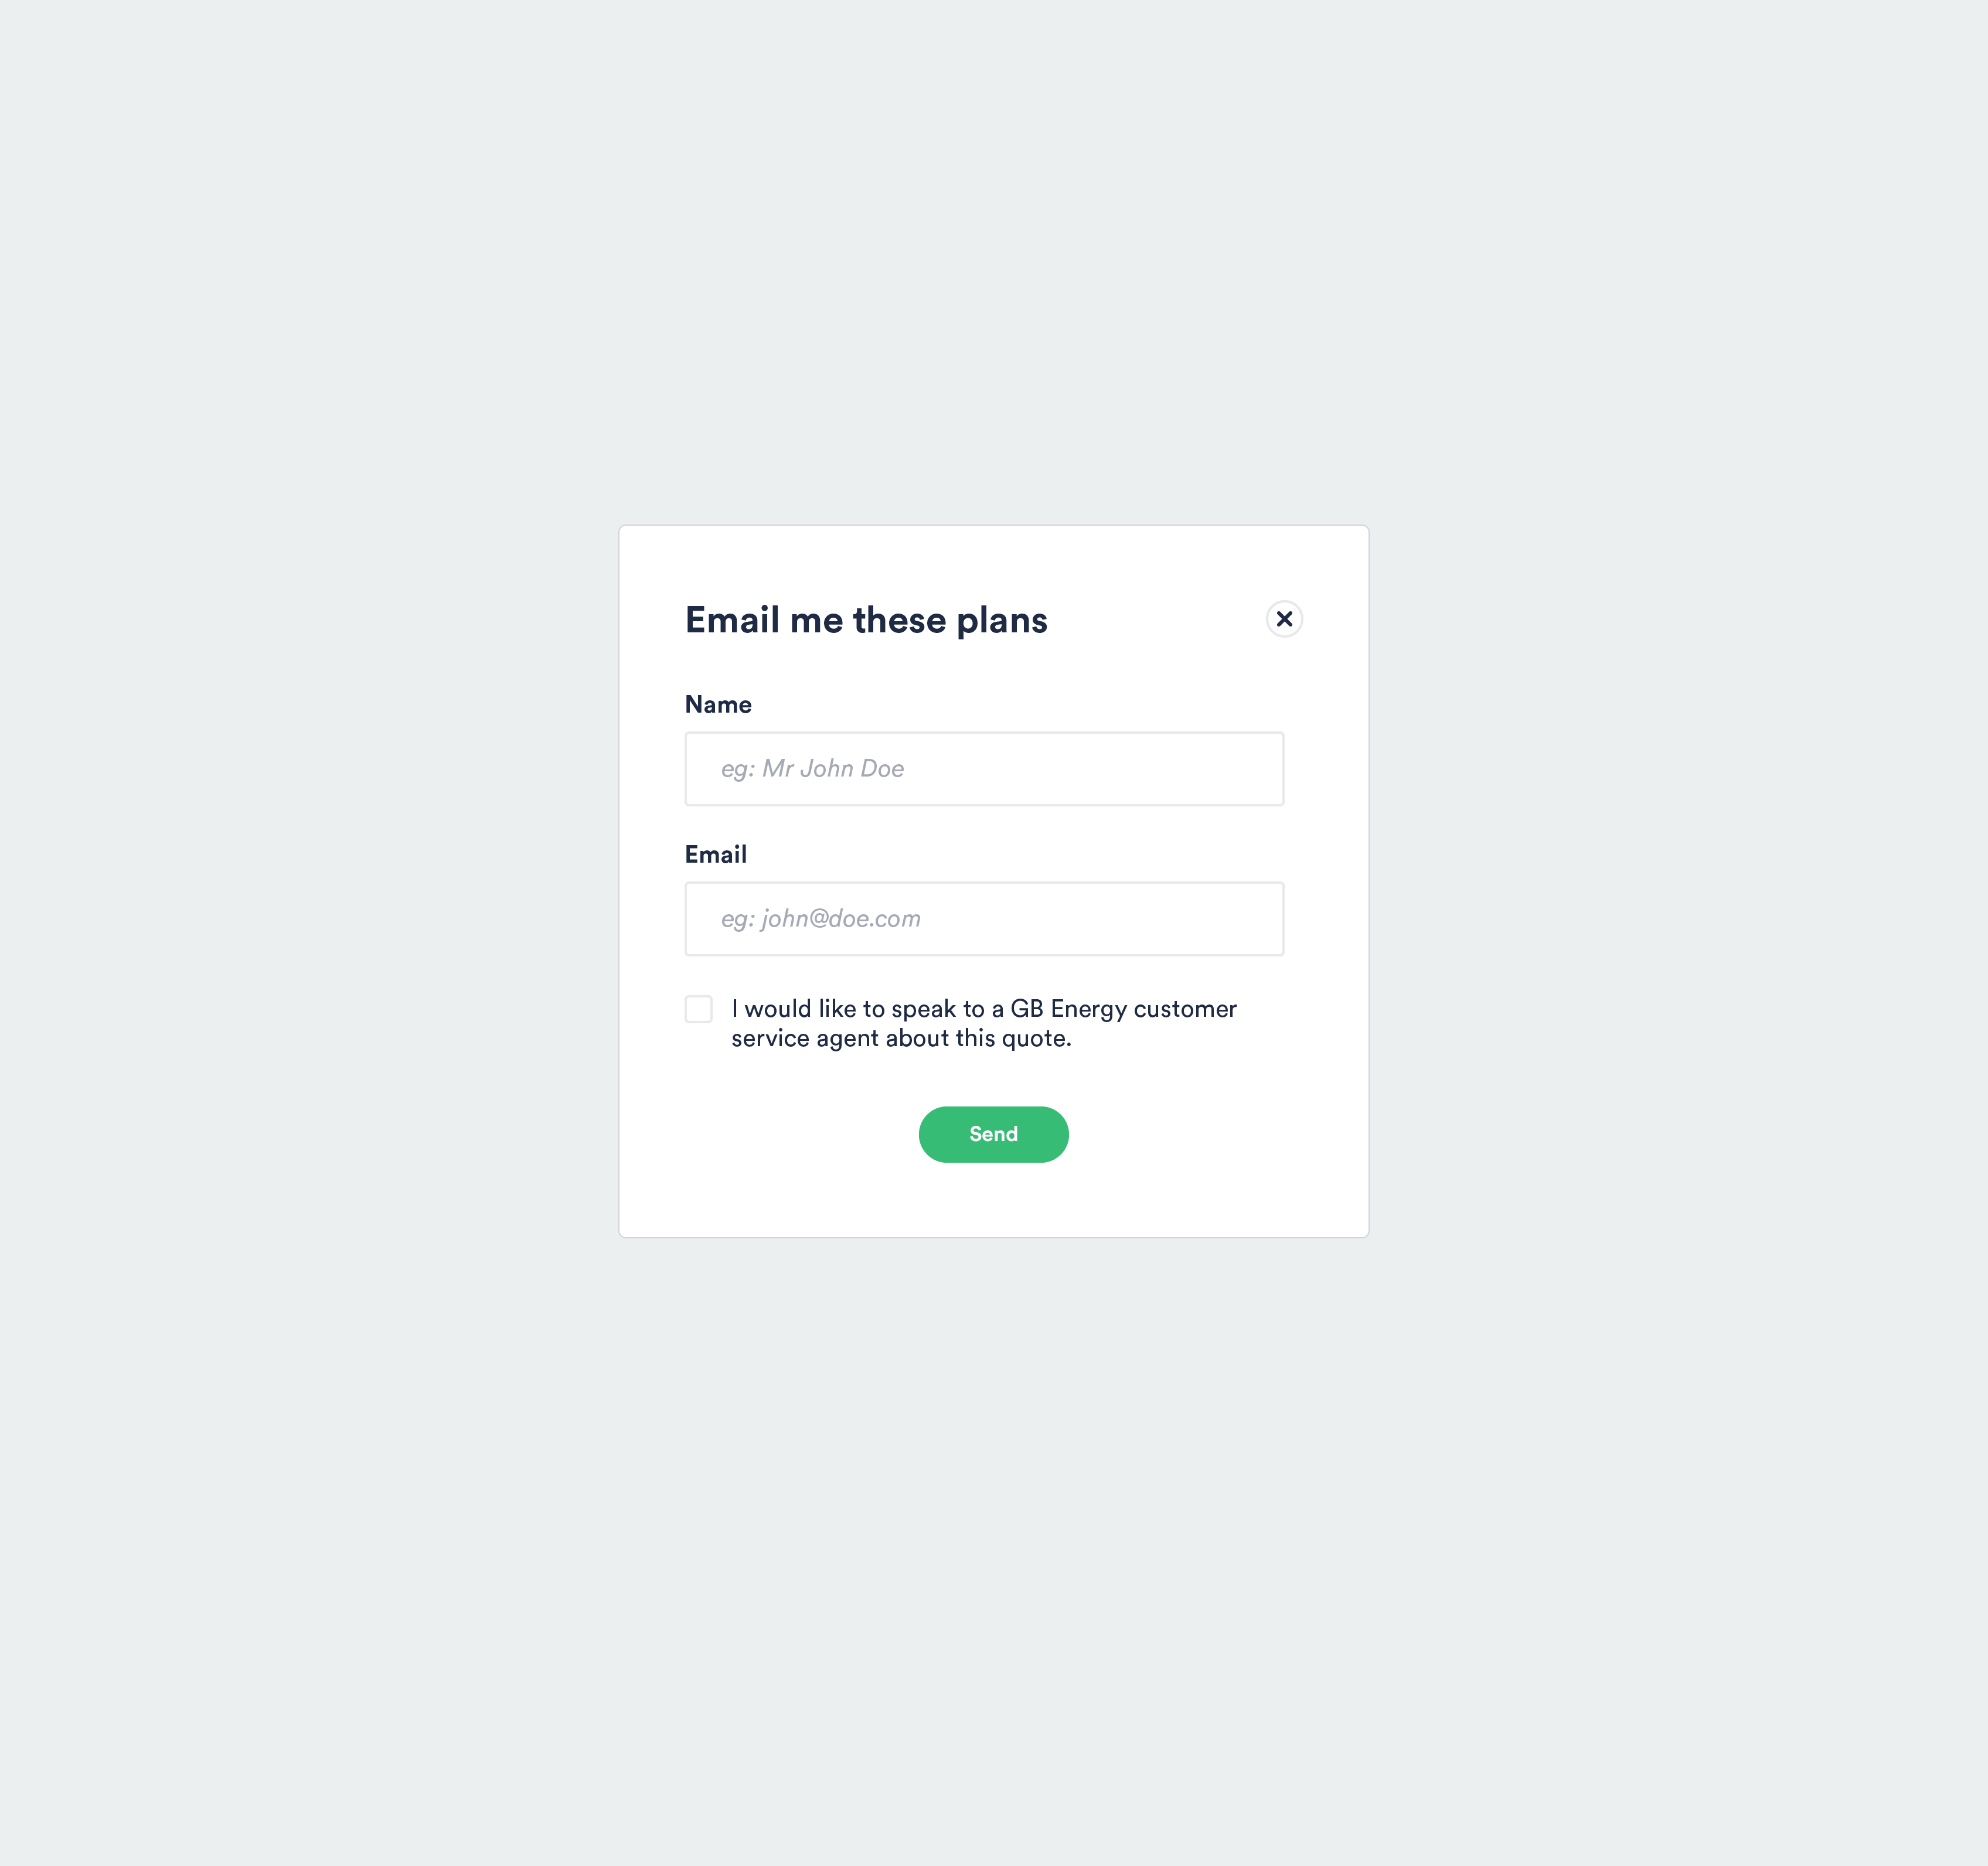 Email me these plans
Name
eg: Mr John Doe
Email
eg: john@doe.com
I would like to speak to a GB Energy customer
service agent about this quote.
Send